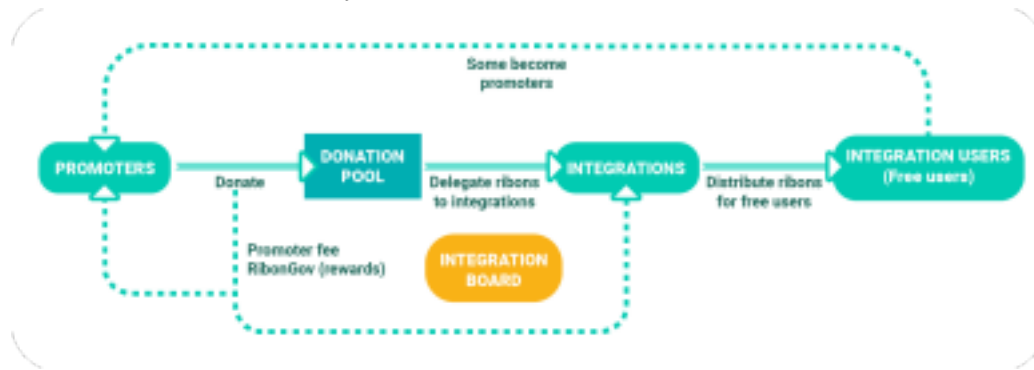 Some become
promoters
PROMOTERS
Donate
DONATION
POOL
Delegate ribons
to integrations
INTEGRATIONS
Distribute ribons
for free users
INTEGRATION USERS
(Free users)
Promoter fee
RibonGov (rewards)
INTEGRATION
BOARD